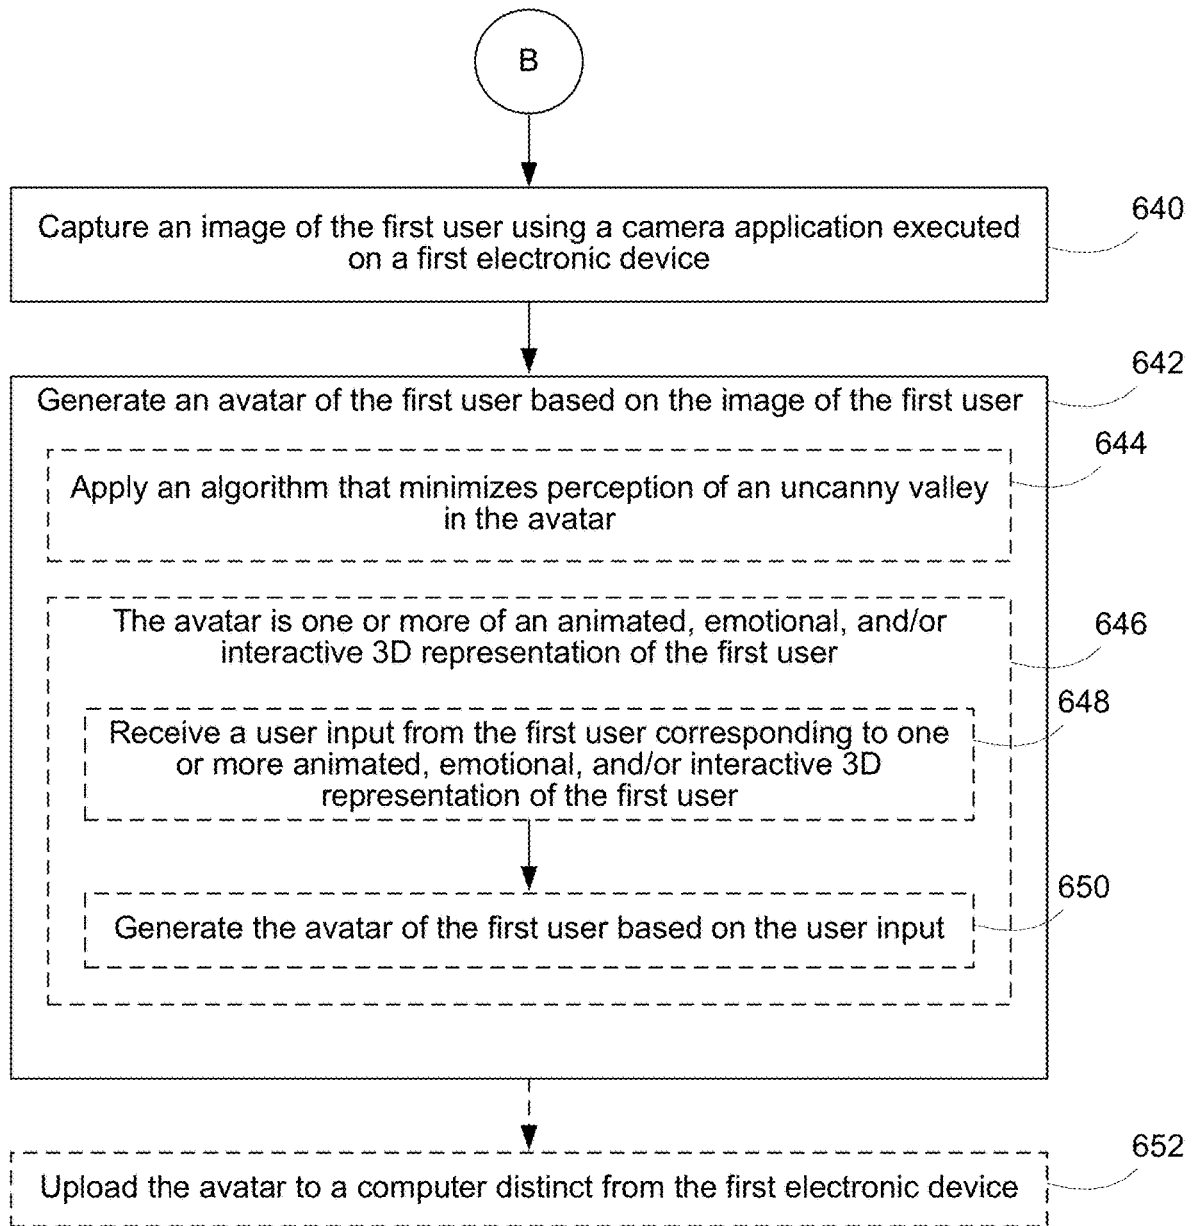 B
Capture an image of the first user using a camera application executed
on a first electronic device
640
Generate an avatar of the first user based on the image of the first user
642
Apply an algorithm that minimizes perception of an uncanny valley
in the avatar
644
The avatar is one or more of an animated, emotional, and/or
interactive 3D representation of the first user
646
Receive a user input from the first user corresponding to one
or more animated, emotional, and/or interactive 3D
representation of the first user
648
Generate the avatar of the first user based on the user input
650
Upload the avatar to a computer distinct from the first electronic device
652